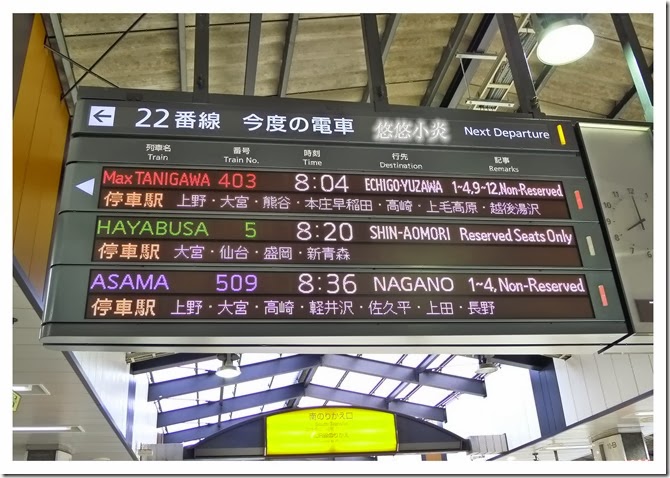 22番線 今度の電車 悠悠小炎 Next Departure
列車名 番号 時刻 行先 記事
Train Train No. Time Destination Remarks
Max TANIGAWA 403 8:04 ECHIGO-YUZAWA 1~4,9~12,Non-Reserved
停車駅 上野・大宮・熊谷・本庄早稲田・高崎・上毛高原・越後湯沢
HAYABUSA 5 8:20 SHIN-AOMORI Reserved Seats Only
停車駅 大宮・仙台・盛岡・新青森
ASAMA 509 8:36 NAGANO 1~4,Non-Reserved
停車駅 上野・大宮・高崎・軽井沢・佐久平・上田・長野
南のりかえ口